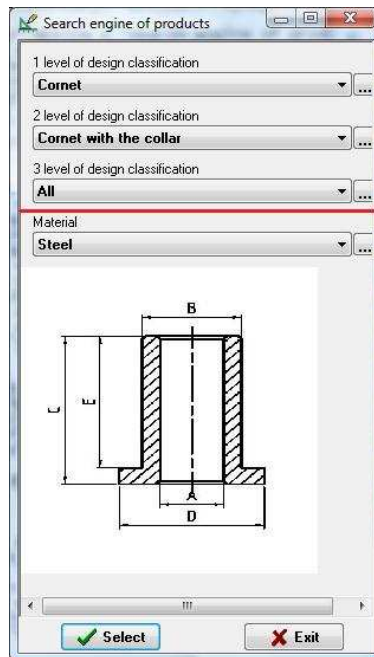 Search engine of products
1 level of design classification
Cornet
...
2 level of design classification
Cornet with the collar
...
3 level of design classification
All
...
Material
Steel
...
B
C
E
A
D
Select
Exit